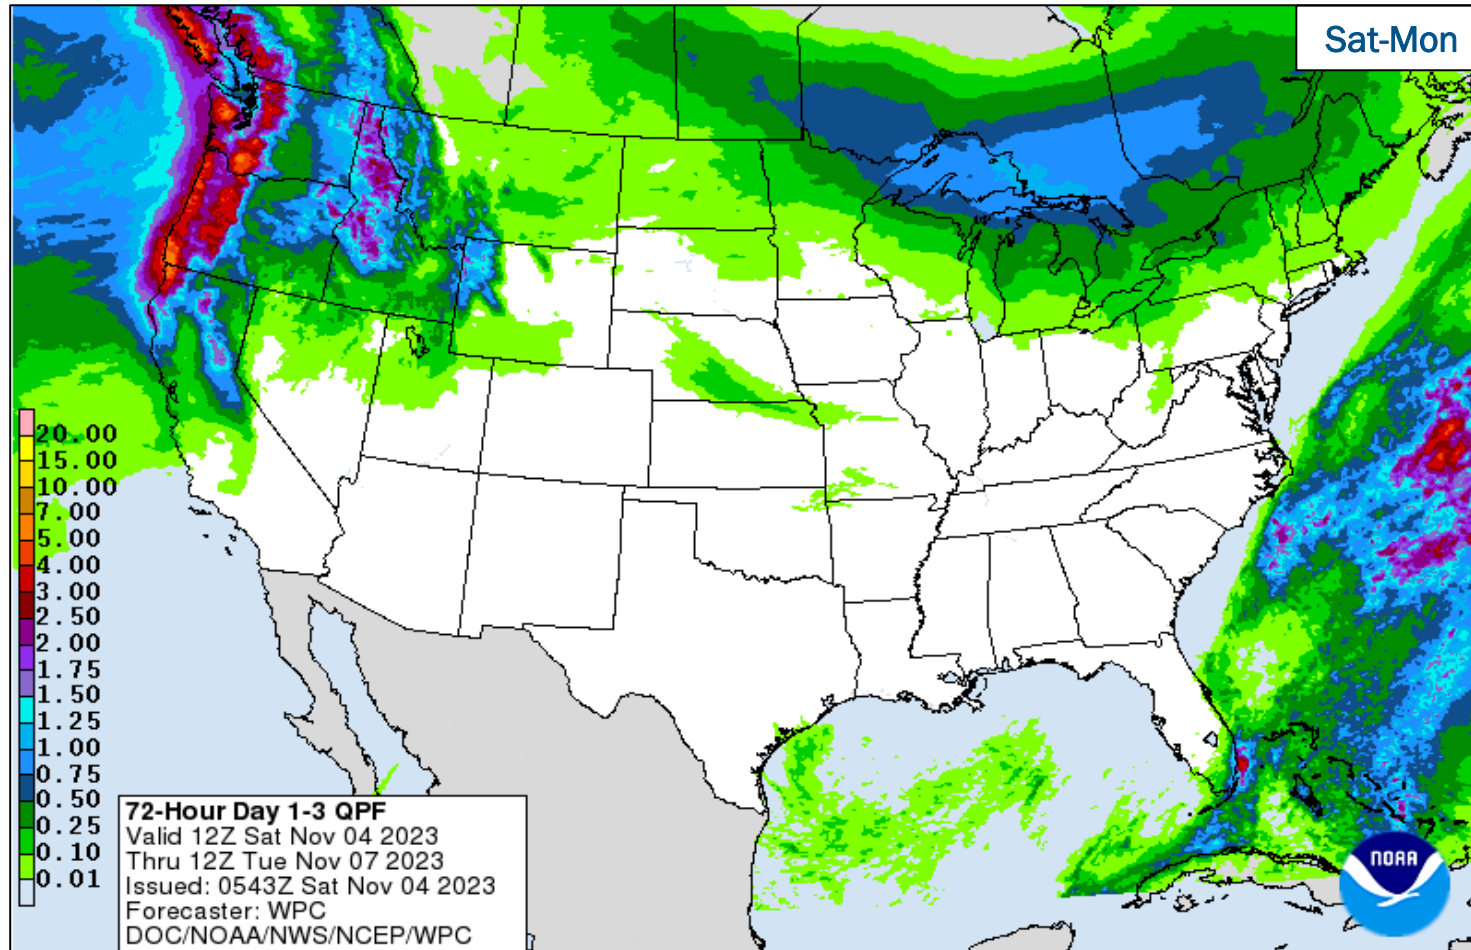 Sat-Mon
20.00
15.00
10.00
7.00
5.00
4.00
3.00
2.50
2.00
1.75
1.50
1.25
1.00
0.75
0.50
0.25
0.10
0.01
72-Hour Day 1-3 QPF
Valid 12Z Sat Nov 04 2023
Thru 12Z Tue Nov 07 2023
Issued: 0543Z Sat Nov 04 2023
Forecaster: WPC
DOC/NOAA/NWS/NCEP/WPC
NOAA